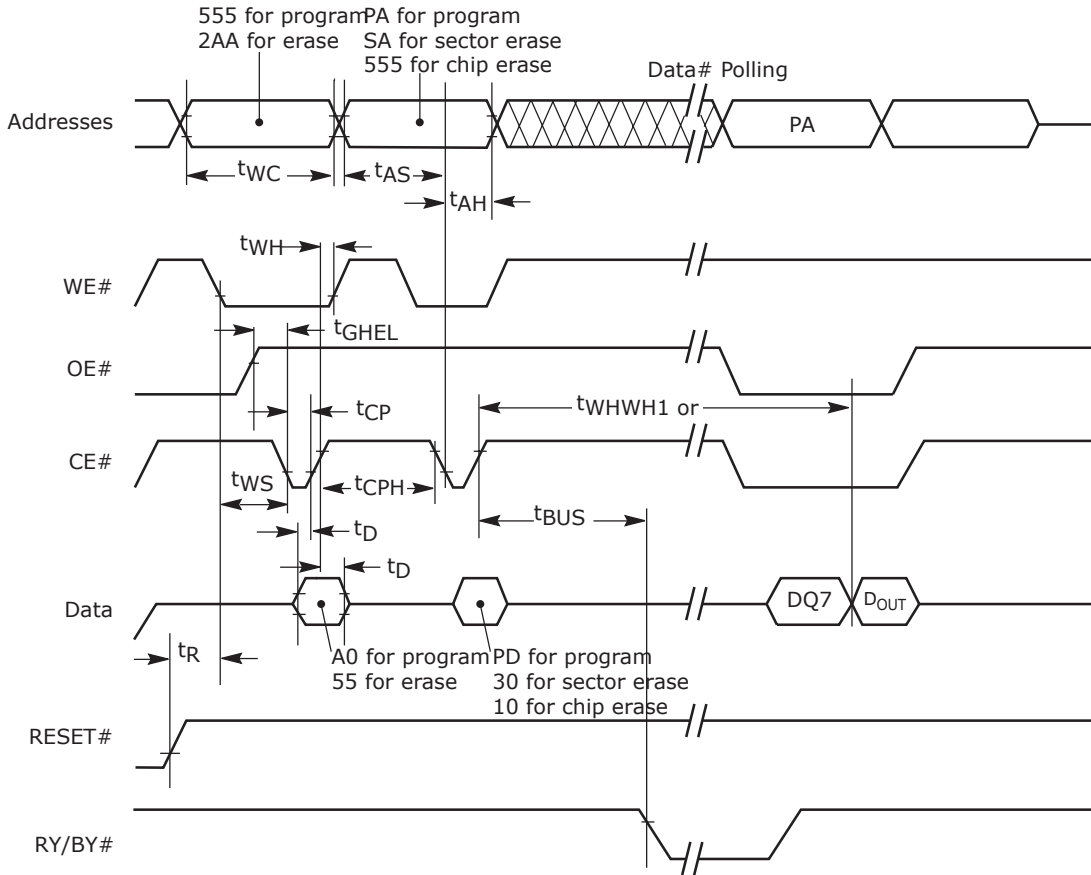 555 for program
2AA for erase
PA for program
SA for sector erase
555 for chip erase
Data# Polling
Addresses
PA
tWC
tAS
tAH
tWH
WE#
tGHEL
OE#
tCP
tWHWH1 or
CE#
tWS
tCPH
tBUS
tD
tD
Data
DQ7
DOUT
tR
A0 for program
55 for erase
PD for program
30 for sector erase
10 for chip erase
RESET#
RY/BY#